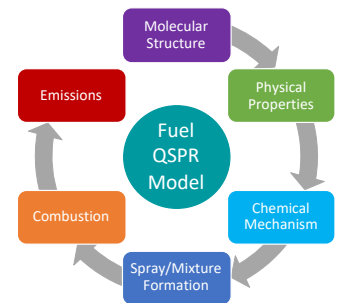 Molecular
Structure
Physical
Properties
Chemical
Mechanism
Spray/Mixture
Formation
Combustion
Emissions
Fuel
QSPR
Model